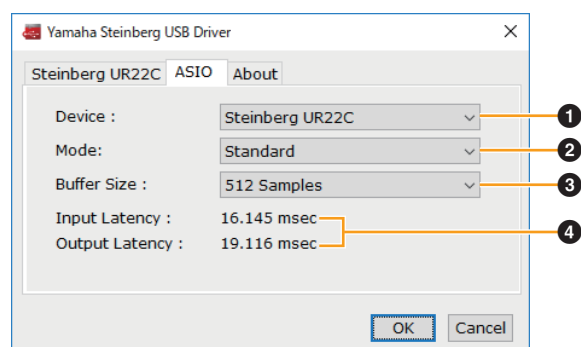 Yamaha Steinberg USB Driver
Steinberg UR22C ASIO About
Device : Steinberg UR22C 1
Mode: Standard 2
Buffer Size : 512 Samples 3
Input Latency : 16.145 msec
4
Output Latency : 19.116 msec
OK Cancel